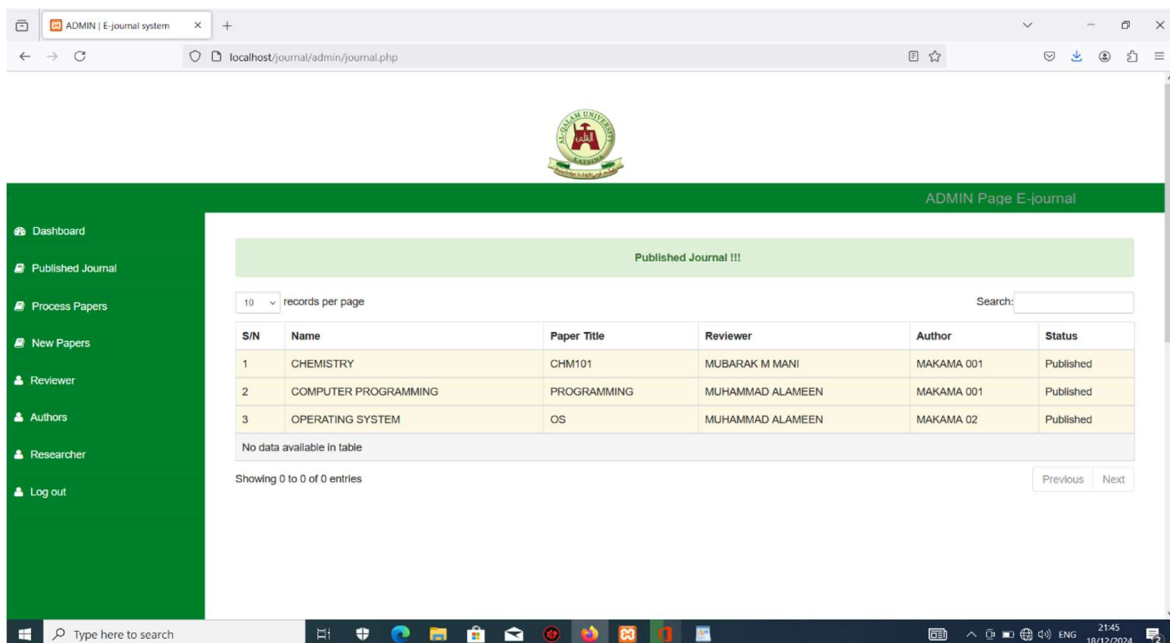 ADMIN | E-journal system
localhost/journal/admin/journal.php
AL-QALAM UNIVERSITY
KATSINA
ADMIN Page E-journal
Dashboard
Published Journal
Process Papers
New Papers
Reviewer
Authors
Researcher
Log out
Published Journal !!!
10 records per page Search:
S/N Name Paper Title Reviewer Author Status
1 CHEMISTRY CHM101 MUBARAK M MANI MAKAMA 001 Published
2 COMPUTER PROGRAMMING PROGRAMMING MUHAMMAD ALAMEEN MAKAMA 001 Published
3 OPERATING SYSTEM OS MUHAMMAD ALAMEEN MAKAMA 02 Published
No data available in table
Showing 0 to 0 of 0 entries Previous Next
Type here to search ENG 21:45
18/12/2024